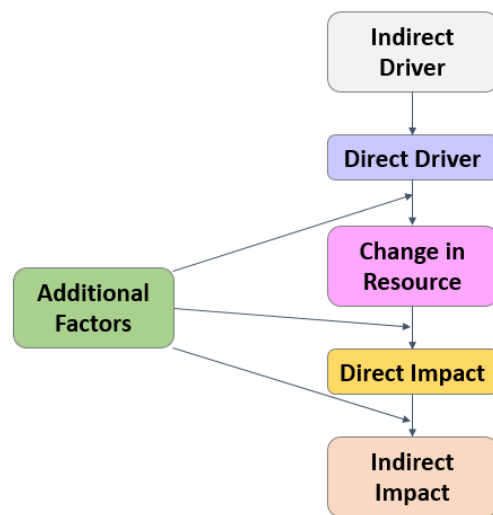 Indirect
Driver
Direct Driver
Change in
Resource
Additional
Factors
Direct Impact
Indirect
Impact